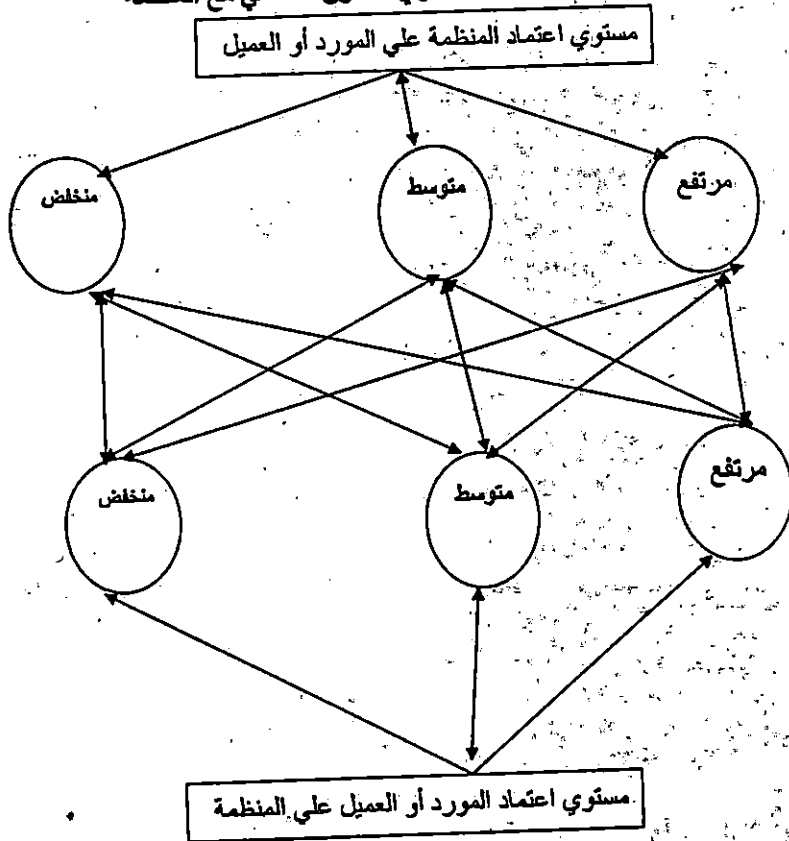 مستوي اعتماد المنظمة علي المورد أو العميل
مرتفع
متوسط
منخفض
مرتفع
متوسط
منخفض
مستوي اعتماد المورد أو العميل علي المنظمة